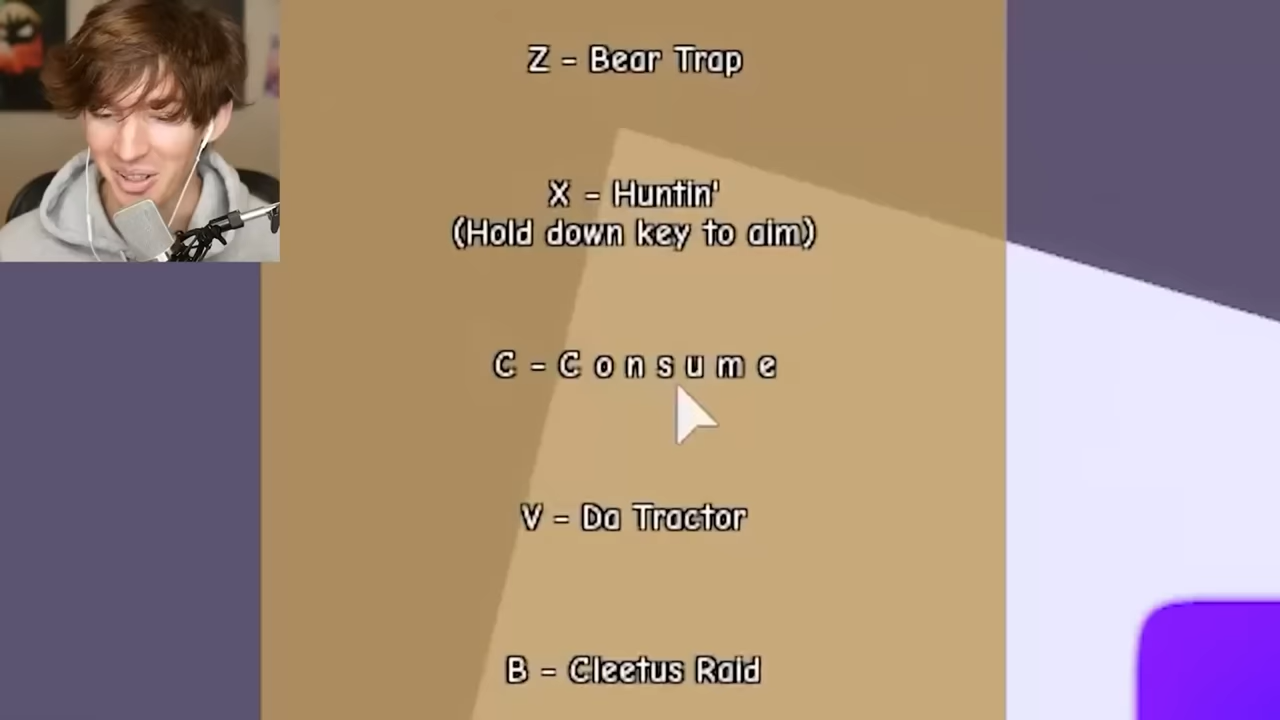 Z - Bear Trap
X - Huntin'
(Hold down key to aim)
C - C o n s u m e
V - Da Tractor
B - Cleetus Raid